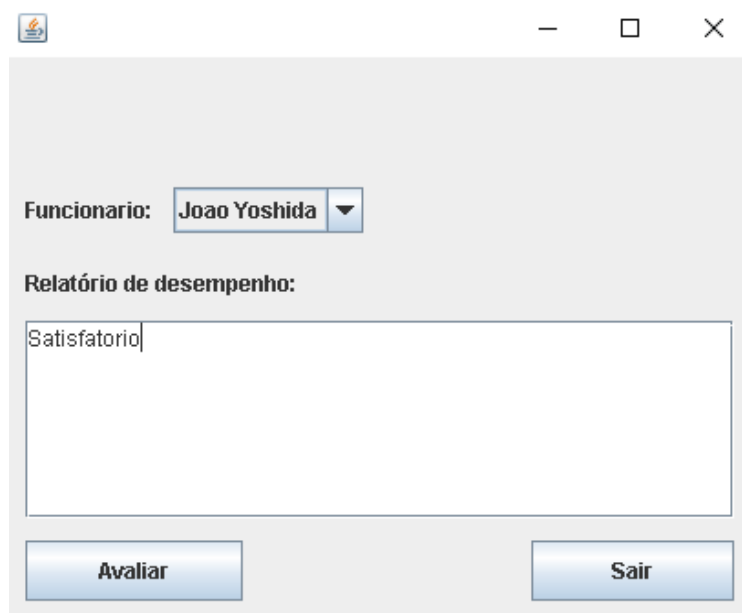 Funcionario: Joao Yoshida
Relatório de desempenho:
Satisfatorio
Avaliar Sair